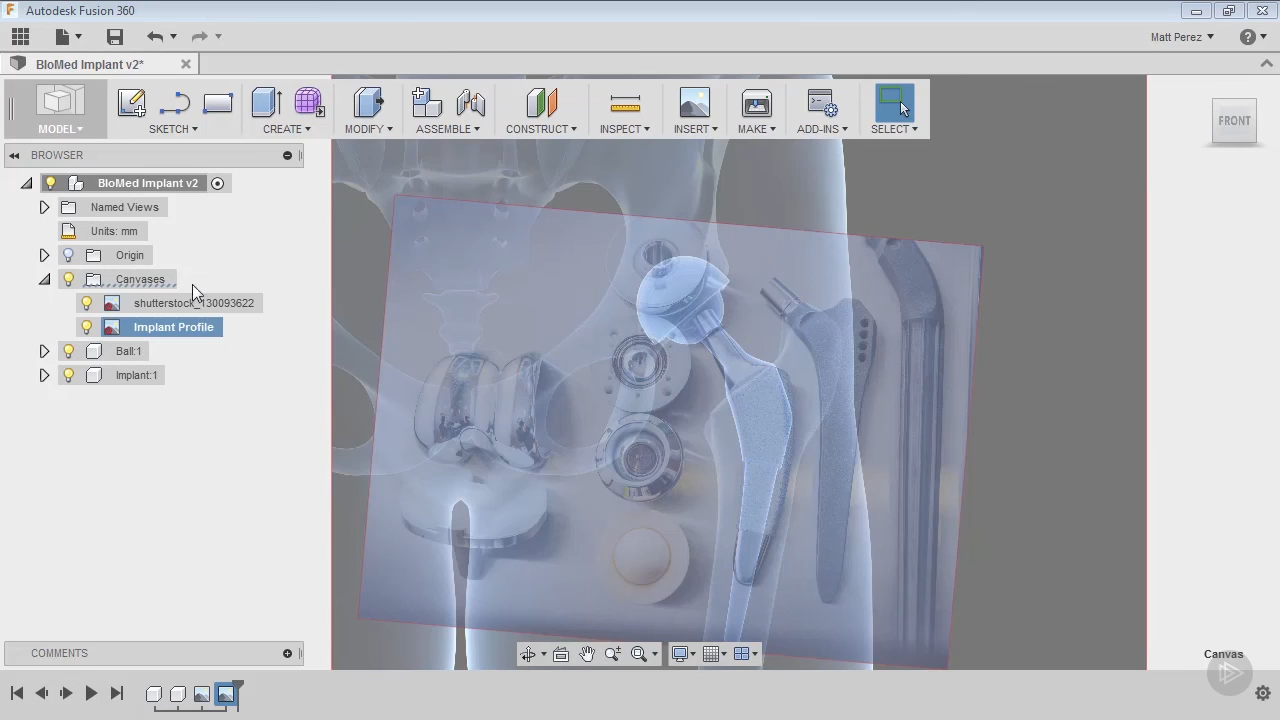 Autodesk Fusion 360
Matt Perez
BIoMed Implant v2*
MODEL
SKETCH
CREATE
MODIFY
ASSEMBLE
CONSTRUCT
INSPECT
INSERT
MAKE
ADD-INS
SELECT
FRONT
BROWSER
BIoMed Implant v2
Named Views
Units: mm
Origin
Canvases
shutterstock_130093622
Implant Profile
Ball:1
Implant:1
COMMENTS
Canvas